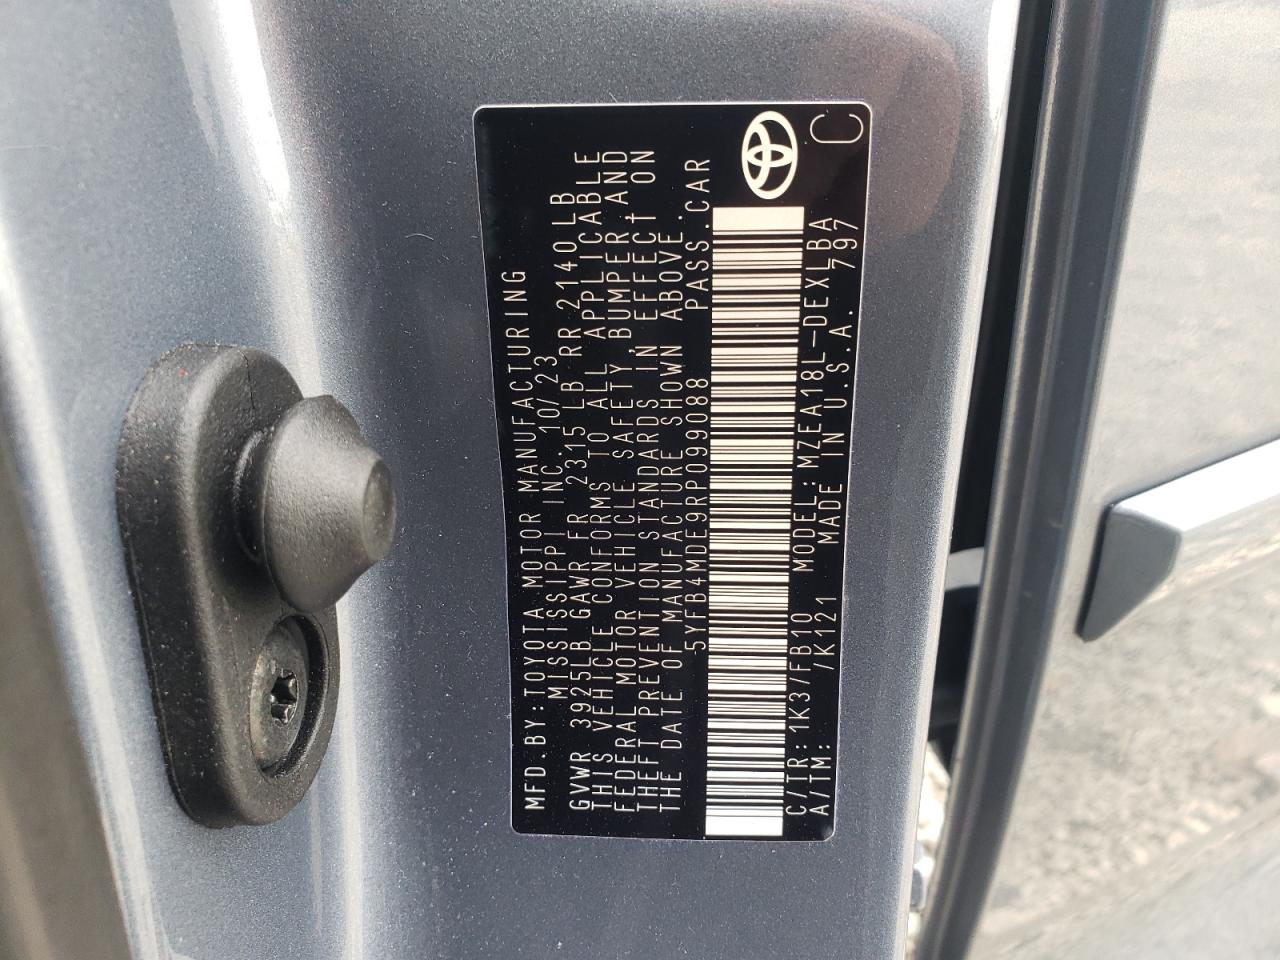 MFD. BY: TOYOTA MOTOR MANUFACTURING
MISSISSIPPI INC. 10/23
GVWR 3925LB GAWR FR 2315 LB RR 2140LB
THIS VEHICLE CONFORMS TO ALL APPLICABLE
FEDERAL MOTOR VEHICLE SAFETY, BUMPER, AND
THEFT PREVENTION STANDARDS IN EFFECT ON
THE DATE OF MANUFACTURE SHOWN ABOVE.
5YFB4MDE9RP099088 PASS. CAR
C/TR: 1K3/FB10 MODEL: MZEA18L-DEXLBA
A/TM: /K121 MADE IN U.S.A. 797
C